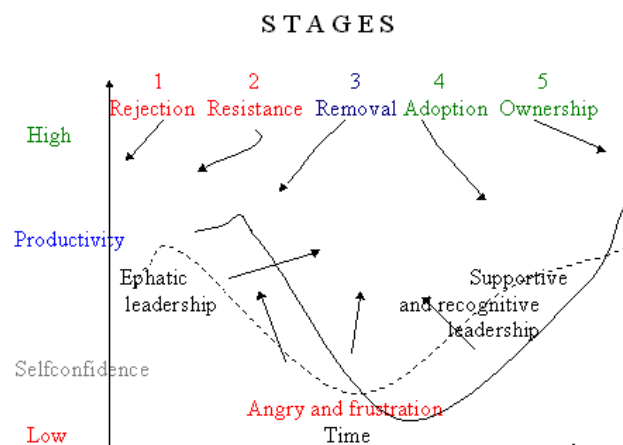 STAGES
1 2 3 4 5
Rejection Resistance Removal Adoption Ownership
High
Productivity
Ephatic
leadership
Supportive
and recognitive
leadership
Selfconfidence
Angry and frustration
Low
Time